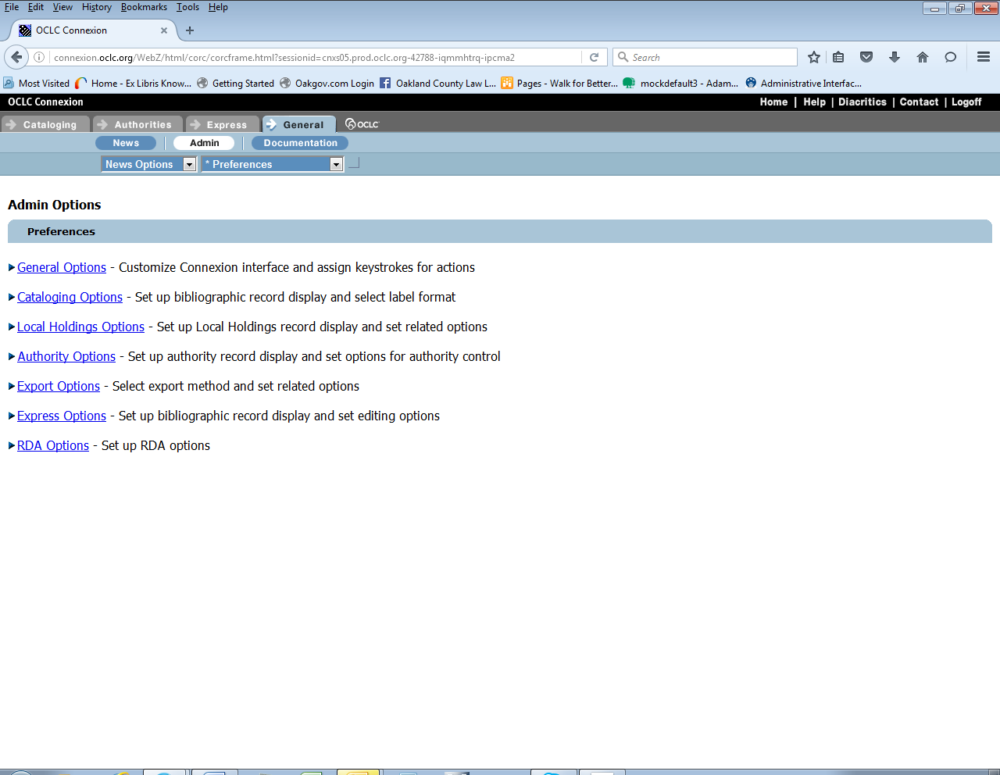 File Edit View History Bookmarks Tools Help
OCLC Connexion
connexion.oclc.org/WebZ/html/corc/corcframe.html?sessionid=cnxs05.prod.oclc.org-42788-iqmmhtrq-ipcma2 Search
Most Visited Home - Ex Libris Know... Getting Started Oakgov.com Login Oakland County Law L... Pages - Walk for Better... mockdefault3 - Adam... Administrative Interfac...
OCLC Connexion Home | Help | Diacritics | Contact | Logoff
Cataloging Authorities Express General OCLC
News Admin Documentation
News Options * Preferences
Admin Options
Preferences
General Options - Customize Connexion interface and assign keystrokes for actions
Cataloging Options - Set up bibliographic record display and select label format
Local Holdings Options - Set up Local Holdings record display and set related options
Authority Options - Set up authority record display and set options for authority control
Export Options - Select export method and set related options
Express Options - Set up bibliographic record display and set editing options
RDA Options - Set up RDA options